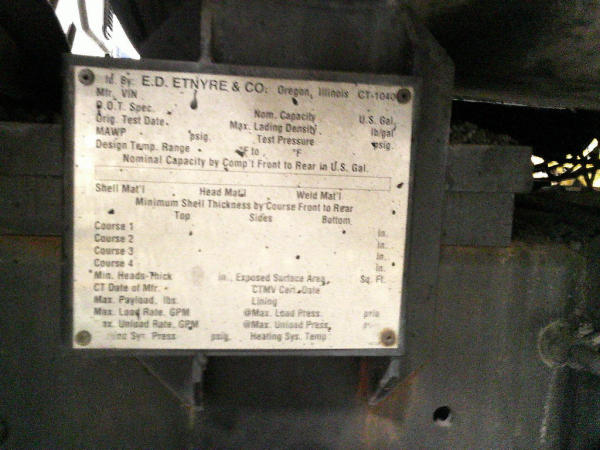 By: E.D. ETNYRE & CO. Oregon, Illinois CT-1040
Mfr. VIN
D.O.T. Spec. Nom. Capacity U.S. Gal.
Orig. Test Date Max. Lading Density lb/gal
MAWP psig. Test Pressure psig.
Design Temp. Range °F to °F
Nominal Capacity by Comp't Front to Rear in U.S. Gal.
Shell Mat'l Head Mat'l Weld Mat'l
Minimum Shell Thickness by Course Front to Rear
Top Sides Bottom
Course 1 in.
Course 2 in.
Course 3 in.
Course 4 in.
Min. Heads-Thick in. Exposed Surface Area Sq. Ft.
CT Date of Mfr. CTMV Cert. Date
Max. Payload, lbs. Lining
Max. Load Rate. GPM @Max. Load Press.
Unload Rate. GPM @Max. Unload Press.
Sys. Press psig. Heating Sys. Temp